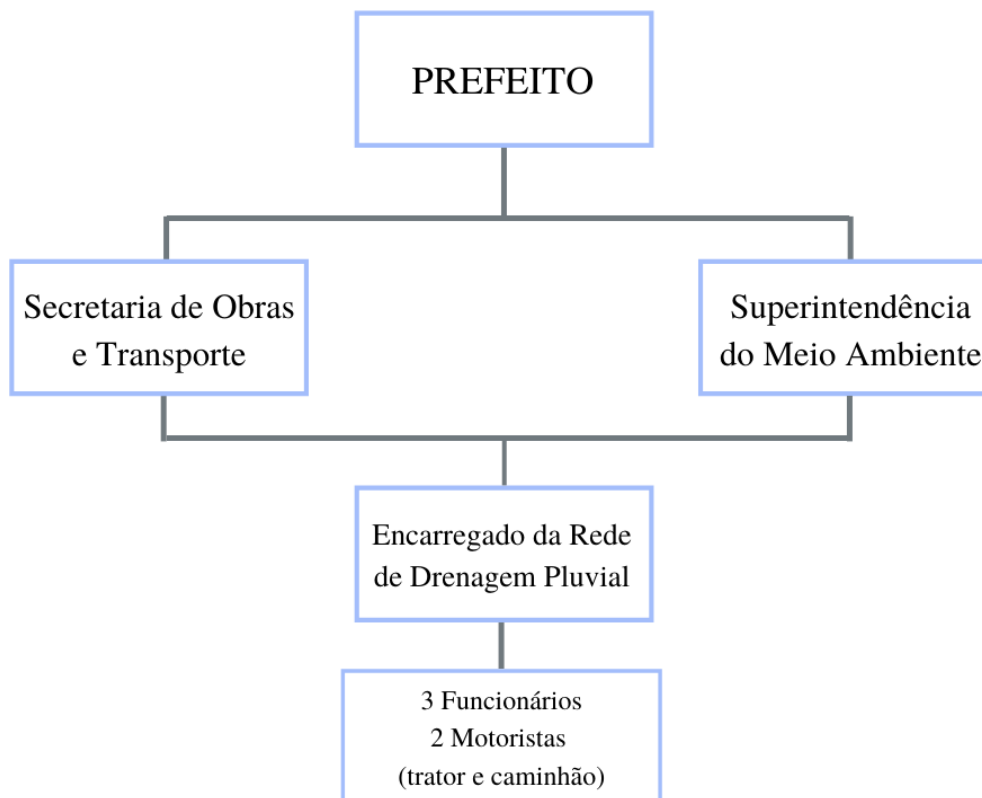 PREFEITO
Secretaria de Obras
e Transporte
Superintendência
do Meio Ambiente
Encarregado da Rede
de Drenagem Pluvial
3 Funcionários
2 Motoristas
(trator e caminhão)